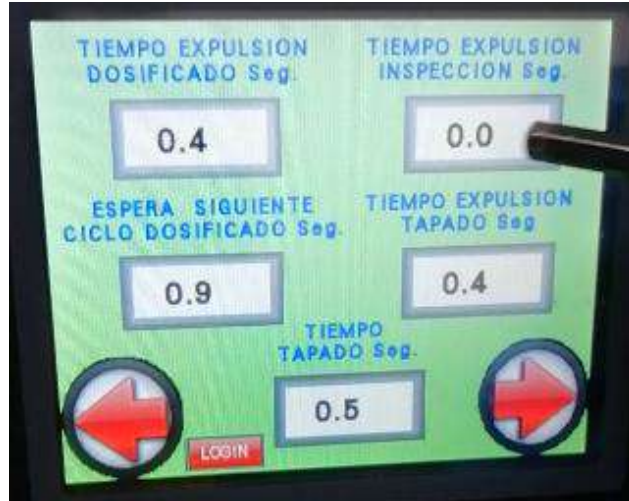 TIEMPO EXPULSION
DOSIFICADO Seg.
0.4
TIEMPO EXPULSION
INSPECCION Seg.
0.0
ESPERA SIGUIENTE
CICLO DOSIFICADO Seg.
0.9
TIEMPO EXPULSION
TAPADO Seg
0.4
TIEMPO
TAPADO Seg.
0.5
LOGIN